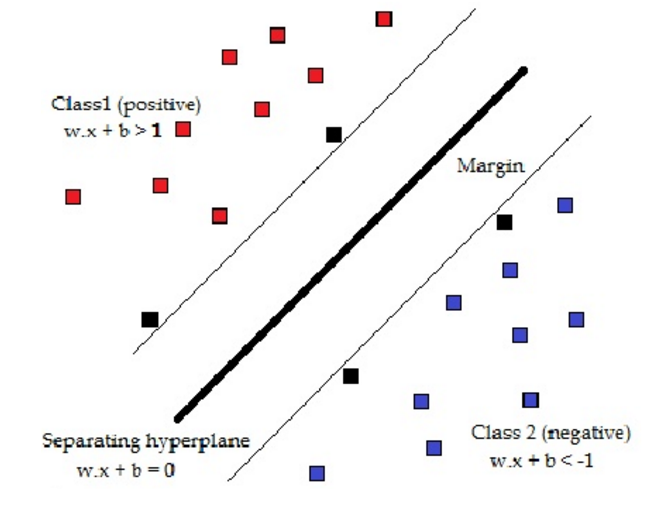 Class1 (positive)
w.x + b > 1
Margin
Separating hyperplane
w.x + b = 0
Class 2 (negative)
w.x + b < -1